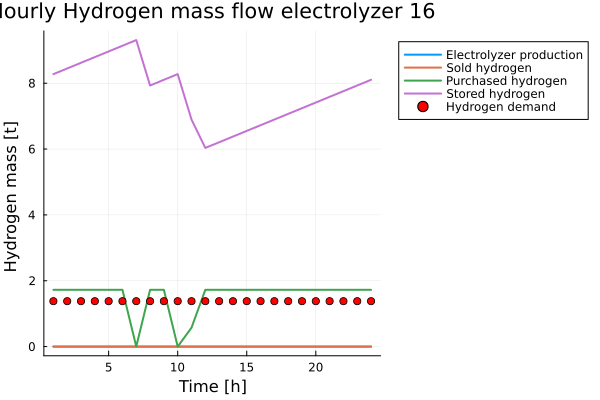 ourly Hydrogen mass flow electrolyzer 16
Electrolyzer production
Sold hydrogen
Purchased hydrogen
Stored hydrogen
Hydrogen demand
Hydrogen mass [t]
8
6
4
2
0
5 10 15 20
Time [h]